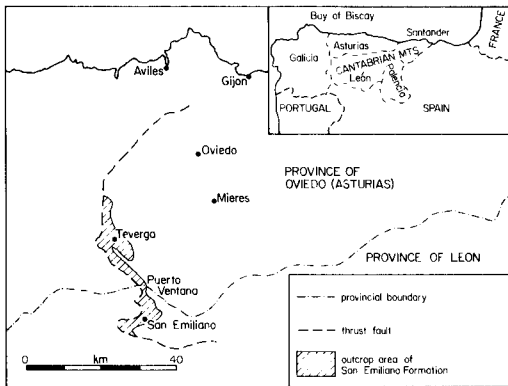 Bay of Biscay
Santander
FRANCE
Asturias
Galicia
CANTABRIAN MTS.
León
Palencia
PORTUGAL
SPAIN
Aviles
Gijon
Oviedo
PROVINCE OF
OVIEDO (ASTURIAS)
Mieres
Teverga
PROVINCE OF LEON
Puerto
Ventana
San Emiliano
0 km 40
provincial boundary
thrust fault
outcrop area of
San Emiliano Formation